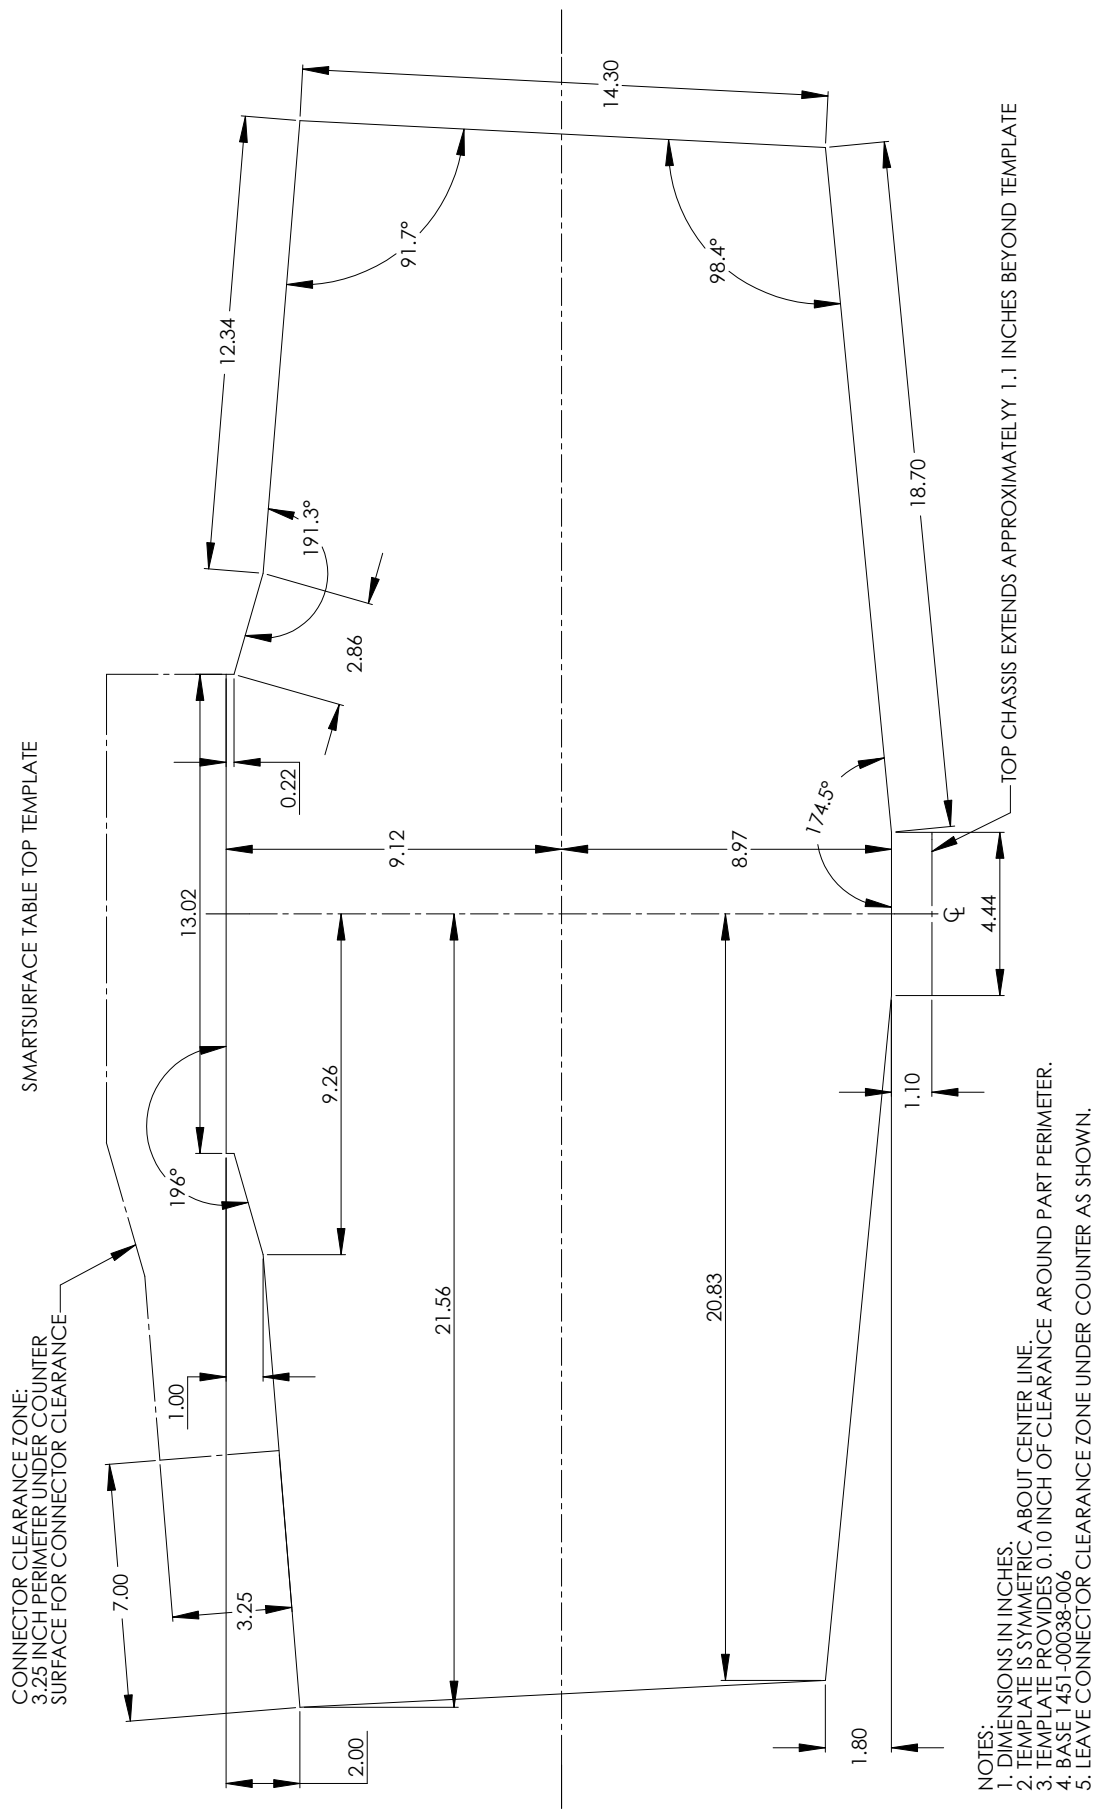 SMARTSURFACE TABLE TOP TEMPLATE
CONNECTOR CLEARANCE ZONE:
3.25 INCH PERIMETER UNDER COUNTER
SURFACE FOR CONNECTOR CLEARANCE
7.00
3.25
2.00
1.00
196°
13.02
0.22
2.86
191.3°
12.34
91.7°
14.30
98.4°
9.26
9.12
8.97
21.56
20.83
174.5°
18.70
1.80
1.10
4.44
℄
TOP CHASSIS EXTENDS APPROXIMATELYY 1.1 INCHES BEYOND TEMPLATE
NOTES:
1. DIMENSIONS IN INCHES.
2. TEMPLATE IS SYMMETRIC ABOUT CENTER LINE.
3. TEMPLATE PROVIDES 0.10 INCH OF CLEARANCE AROUND PART PERIMETER.
4. BASE 1451-00038-006
5. LEAVE CONNECTOR CLEARANCE ZONE UNDER COUNTER AS SHOWN.